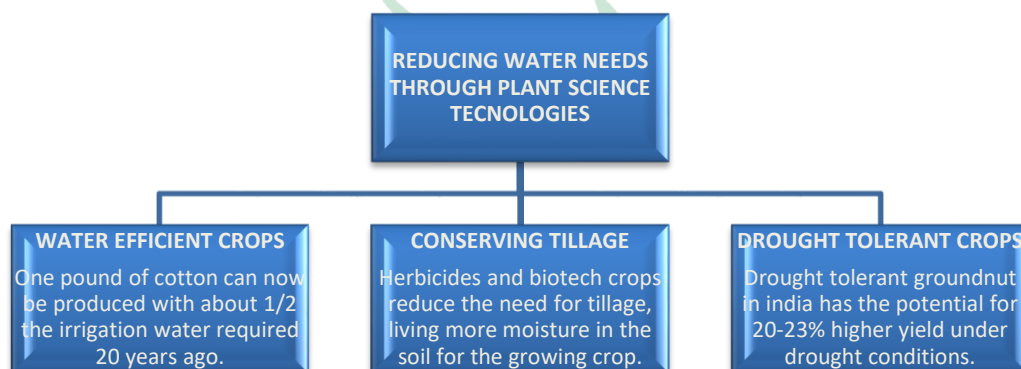 REDUCING WATER NEEDS
THROUGH PLANT SCIENCE
TECNOLOGIES
WATER EFFICIENT CROPS
One pound of cotton can now
be produced with about 1/2
the irrigation water required
20 years ago.
CONSERVING TILLAGE
Herbicides and biotech crops
reduce the need for tillage,
living more moisture in the
soil for the growing crop.
DROUGHT TOLERANT CROPS
Drought tolerant groundnut
in india has the potential for
20-23% higher yield under
drought conditions.